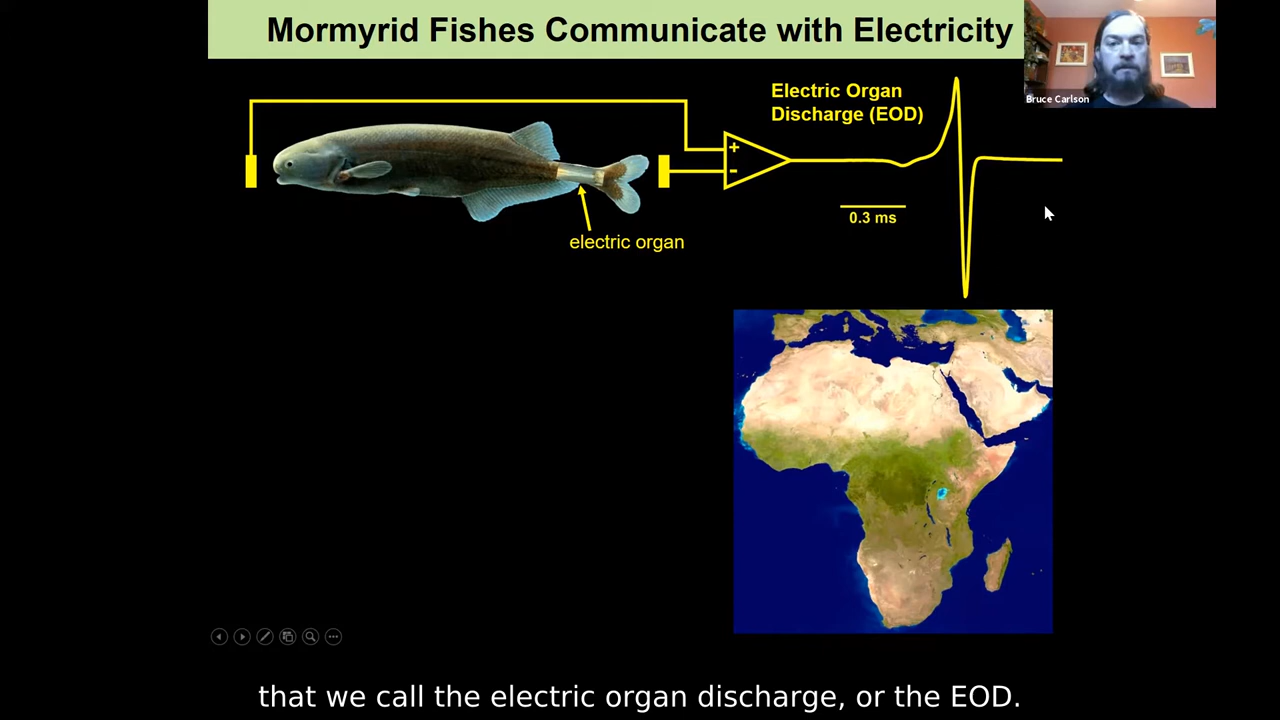 Mormyrid Fishes Communicate with Electricity
Bruce Carlson
Electric Organ
Discharge (EOD)
+
-
0.3 ms
electric organ
that we call the electric organ discharge, or the EOD.